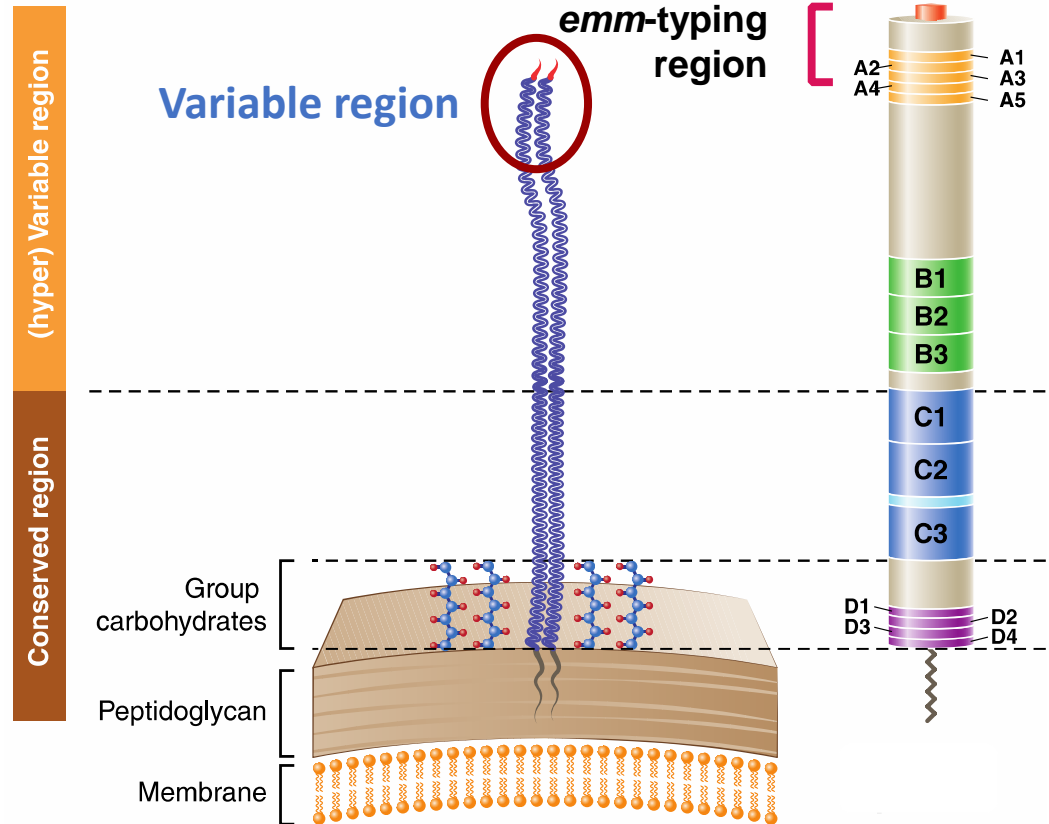 (hyper) Variable region
Conserved region
Variable region
emm-typing
region
A1
A2
A3
A4
A5
B1
B2
B3
C1
C2
C3
D1
D2
D3
D4
Group
carbohydrates
Peptidoglycan
Membrane